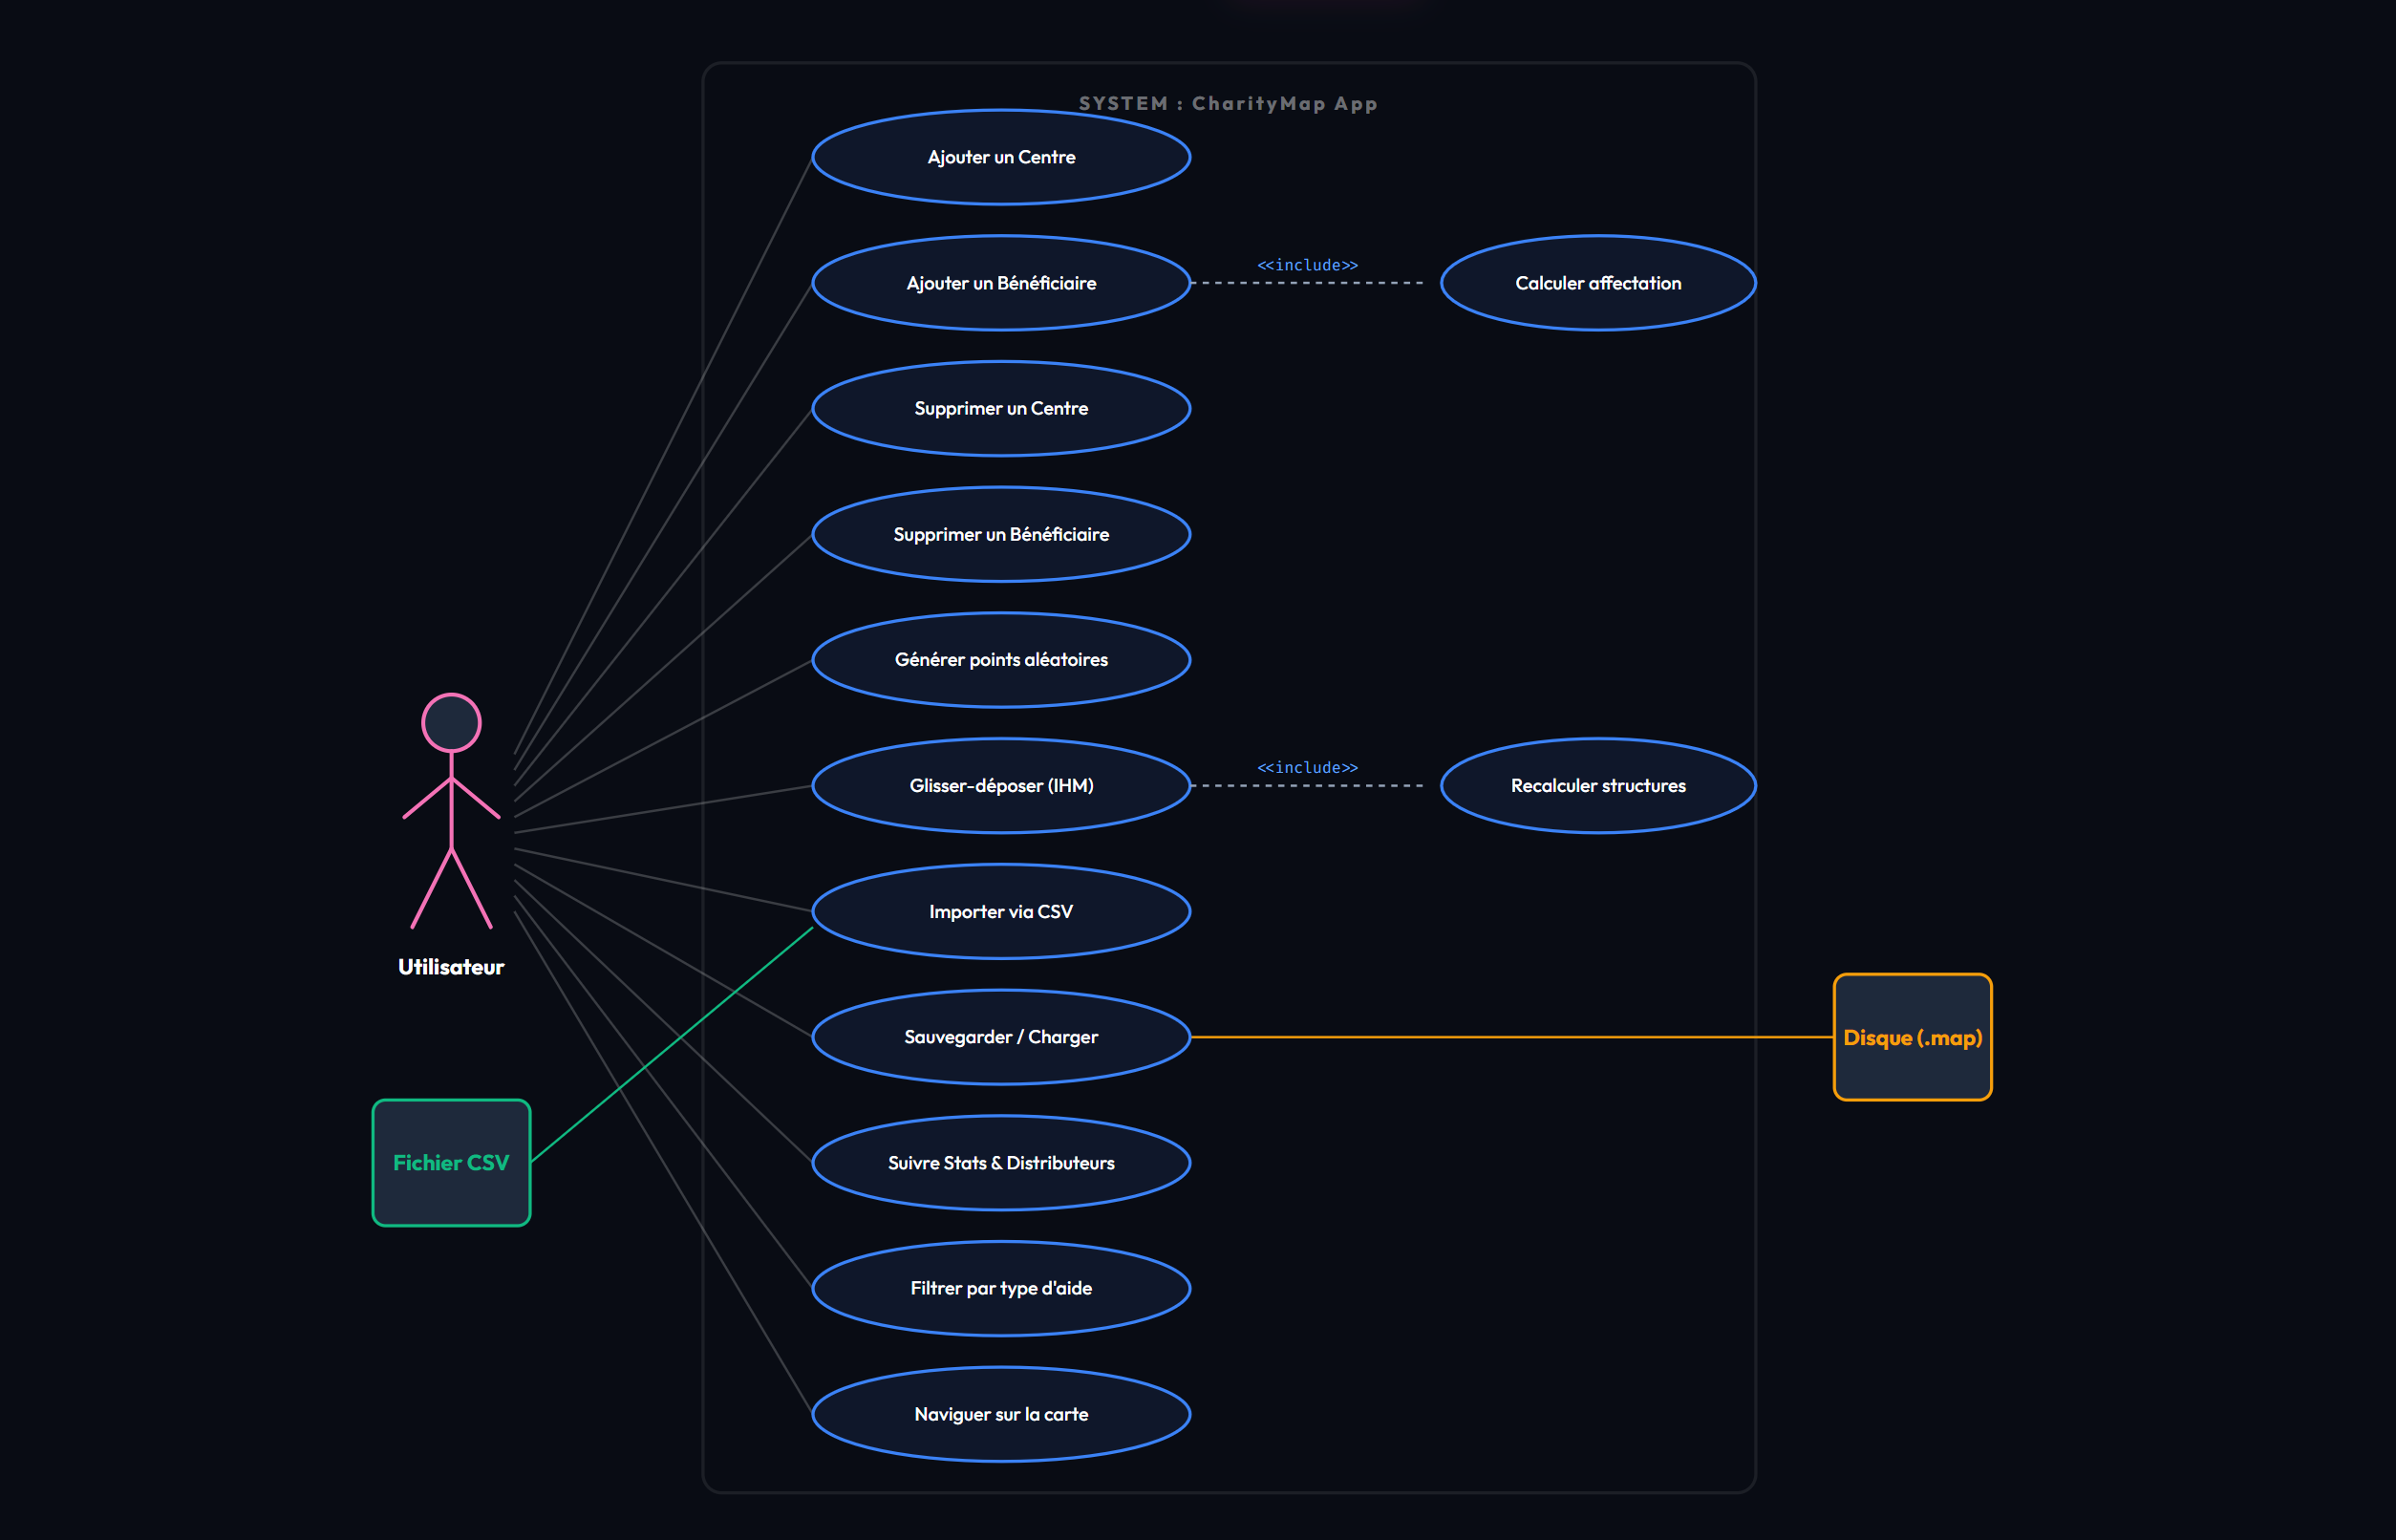 SYSTEM : CharityMap App
Ajouter un Centre
Ajouter un Bénéficiaire
<<include>>
Calculer affectation
Supprimer un Centre
Supprimer un Bénéficiaire
Générer points aléatoires
Glisser-déposer (IHM)
<<include>>
Recalculer structures
Importer via CSV
Utilisateur
Sauvegarder / Charger
Disque (.map)
Fichier CSV
Suivre Stats & Distributeurs
Filtrer par type d'aide
Naviguer sur la carte